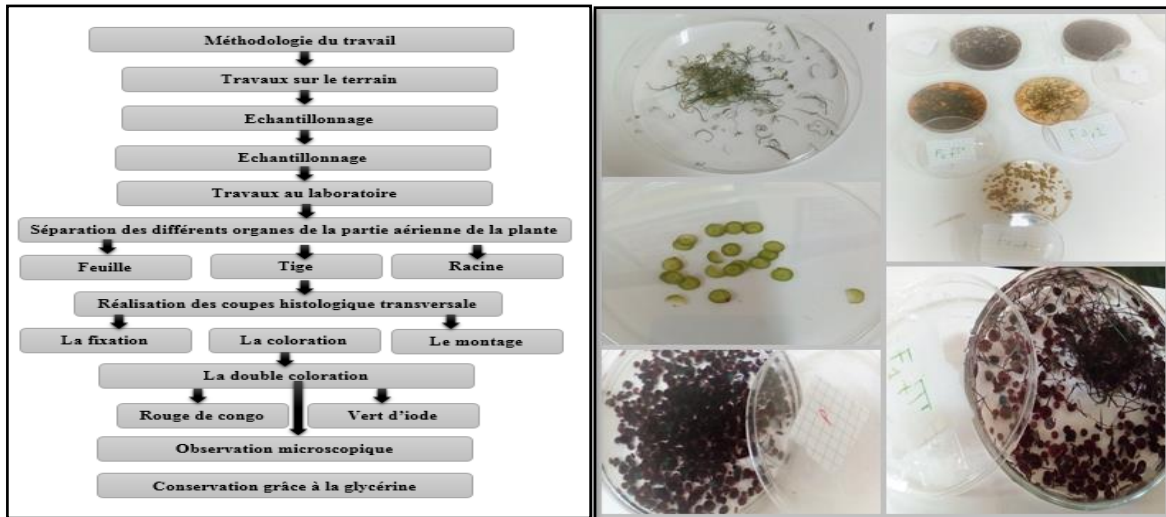 Méthodologie du travail
Travaux sur le terrain
Echantillonnage
Echantillonnage
Travaux au laboratoire
Séparation des différents organes de la partie aérienne de la plante
Feuille Tige Racine
Réalisation des coupes histologique transversale
La fixation La coloration Le montage
La double coloration
Rouge de congo Vert d'iode
Observation microscopique
Conservation grâce à la glycérine